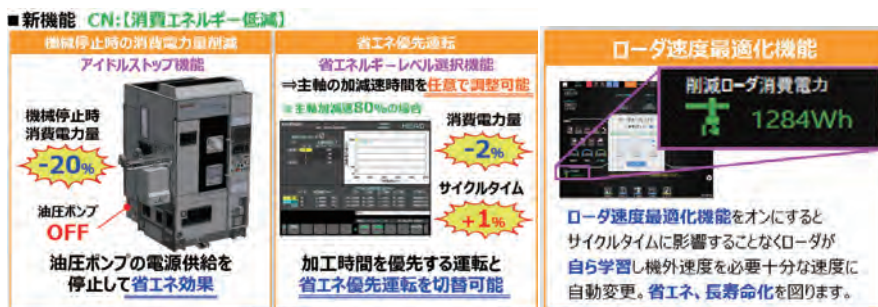 ■新機能 CN:【消費エネルギー低減】
機械停止時の消費電力量削減
アイドルストップ機能
機械停止時
消費電力量
-20%
油圧ポンプ
OFF
油圧ポンプの電源供給を
停止して省エネ効果
省エネ優先運転
省エネルギーレベル選択機能
⇒主軸の加減速時間を任意で調整可能
※主軸加減速80%の場合
消費電力量
-2%
サイクルタイム
+1%
加工時間を優先する運転と
省エネ優先運転を切替可能
ローダ速度最適化機能
削減ローダ消費電力
1284Wh
ローダ速度最適化機能をオンにすると
サイクルタイムに影響することなくローダが
自ら学習し機外速度を必要十分な速度に
自動変更。省エネ、長寿命化を図ります。